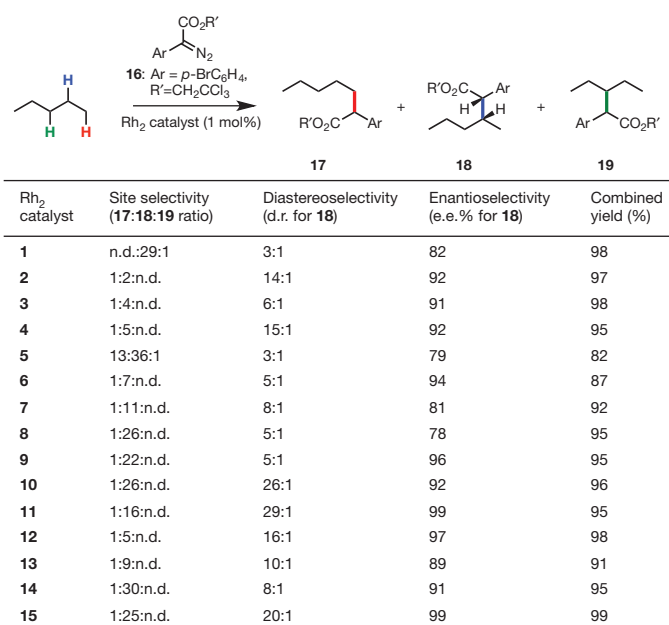 CO₂R′
Ar N₂
16: Ar = p-BrC₆H₄,
R′=CH₂CCl₃
Rh₂ catalyst (1 mol%)
H
H H
R′O₂C Ar
+
R′O₂C Ar
H H
+
Ar CO₂R′
17 18 19
Rh₂ catalyst Site selectivity (17:18:19 ratio) Diastereoselectivity (d.r. for 18) Enantioselectivity (e.e.% for 18) Combined yield (%)
1 n.d.:29:1 3:1 82 98
2 1:2:n.d. 14:1 92 97
3 1:4:n.d. 6:1 91 98
4 1:5:n.d. 15:1 92 95
5 13:36:1 3:1 79 82
6 1:7:n.d. 5:1 94 87
7 1:11:n.d. 8:1 81 92
8 1:26:n.d. 5:1 78 95
9 1:22:n.d. 5:1 96 95
10 1:26:n.d. 26:1 92 96
11 1:16:n.d. 29:1 99 95
12 1:5:n.d. 16:1 97 98
13 1:9:n.d. 10:1 89 91
14 1:30:n.d. 8:1 91 95
15 1:25:n.d. 20:1 99 99